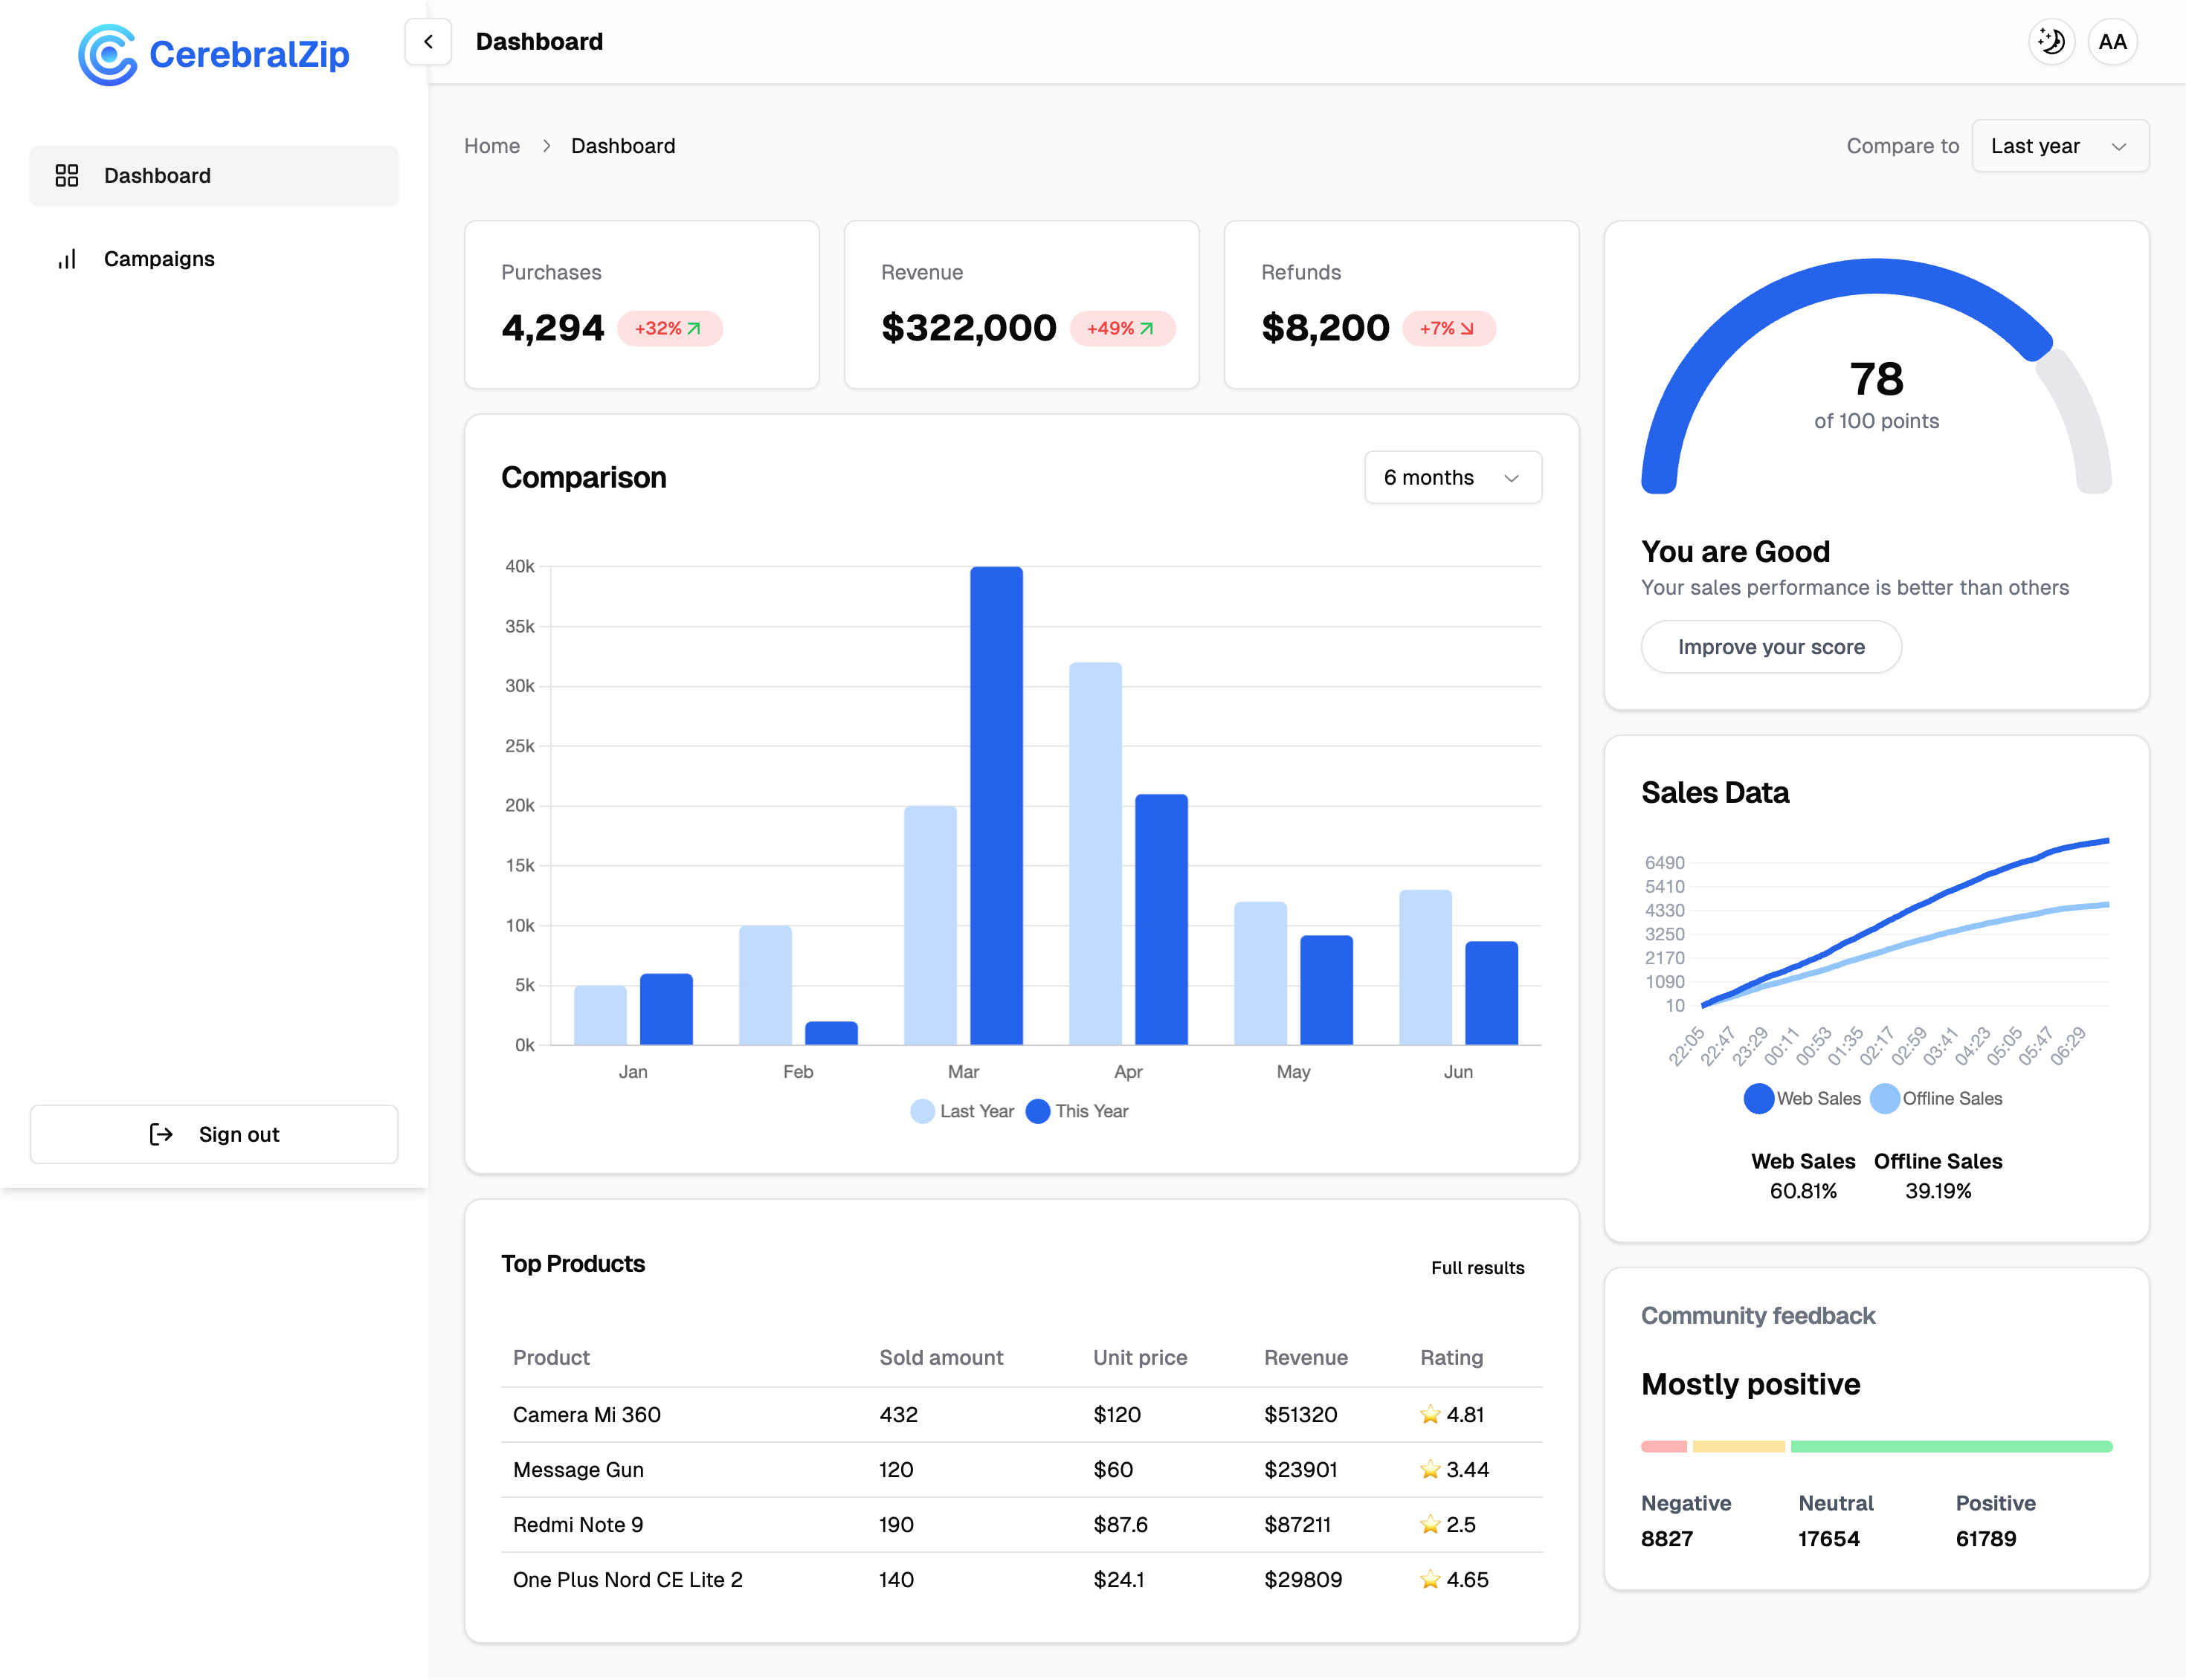 CerebralZip
Dashboard
AA
Dashboard
Campaigns
Sign out
Home > Dashboard
Compare to Last year
Purchases
4,294 +32%
Revenue
$322,000 +49%
Refunds
$8,200 +7%
78
of 100 points
You are Good
Your sales performance is better than others
Improve your score
Comparison
6 months
40k
35k
30k
25k
20k
15k
10k
5k
0k
Jan Feb Mar Apr May Jun
Last Year This Year
Sales Data
6490
5410
4330
3250
2170
1090
10
22:05 22:47 23:29 00:11 00:53 01:35 02:17 02:59 03:41 04:23 05:05 05:47 06:29
Web Sales Offline Sales
Web Sales Offline Sales
60.81% 39.19%
Top Products
Full results
Product Sold amount Unit price Revenue Rating
Camera Mi 360 432 $120 $51320 ⭐ 4.81
Message Gun 120 $60 $23901 ⭐ 3.44
Redmi Note 9 190 $87.6 $87211 ⭐ 2.5
One Plus Nord CE Lite 2 140 $24.1 $29809 ⭐ 4.65
Community feedback
Mostly positive
Negative Neutral Positive
8827 17654 61789